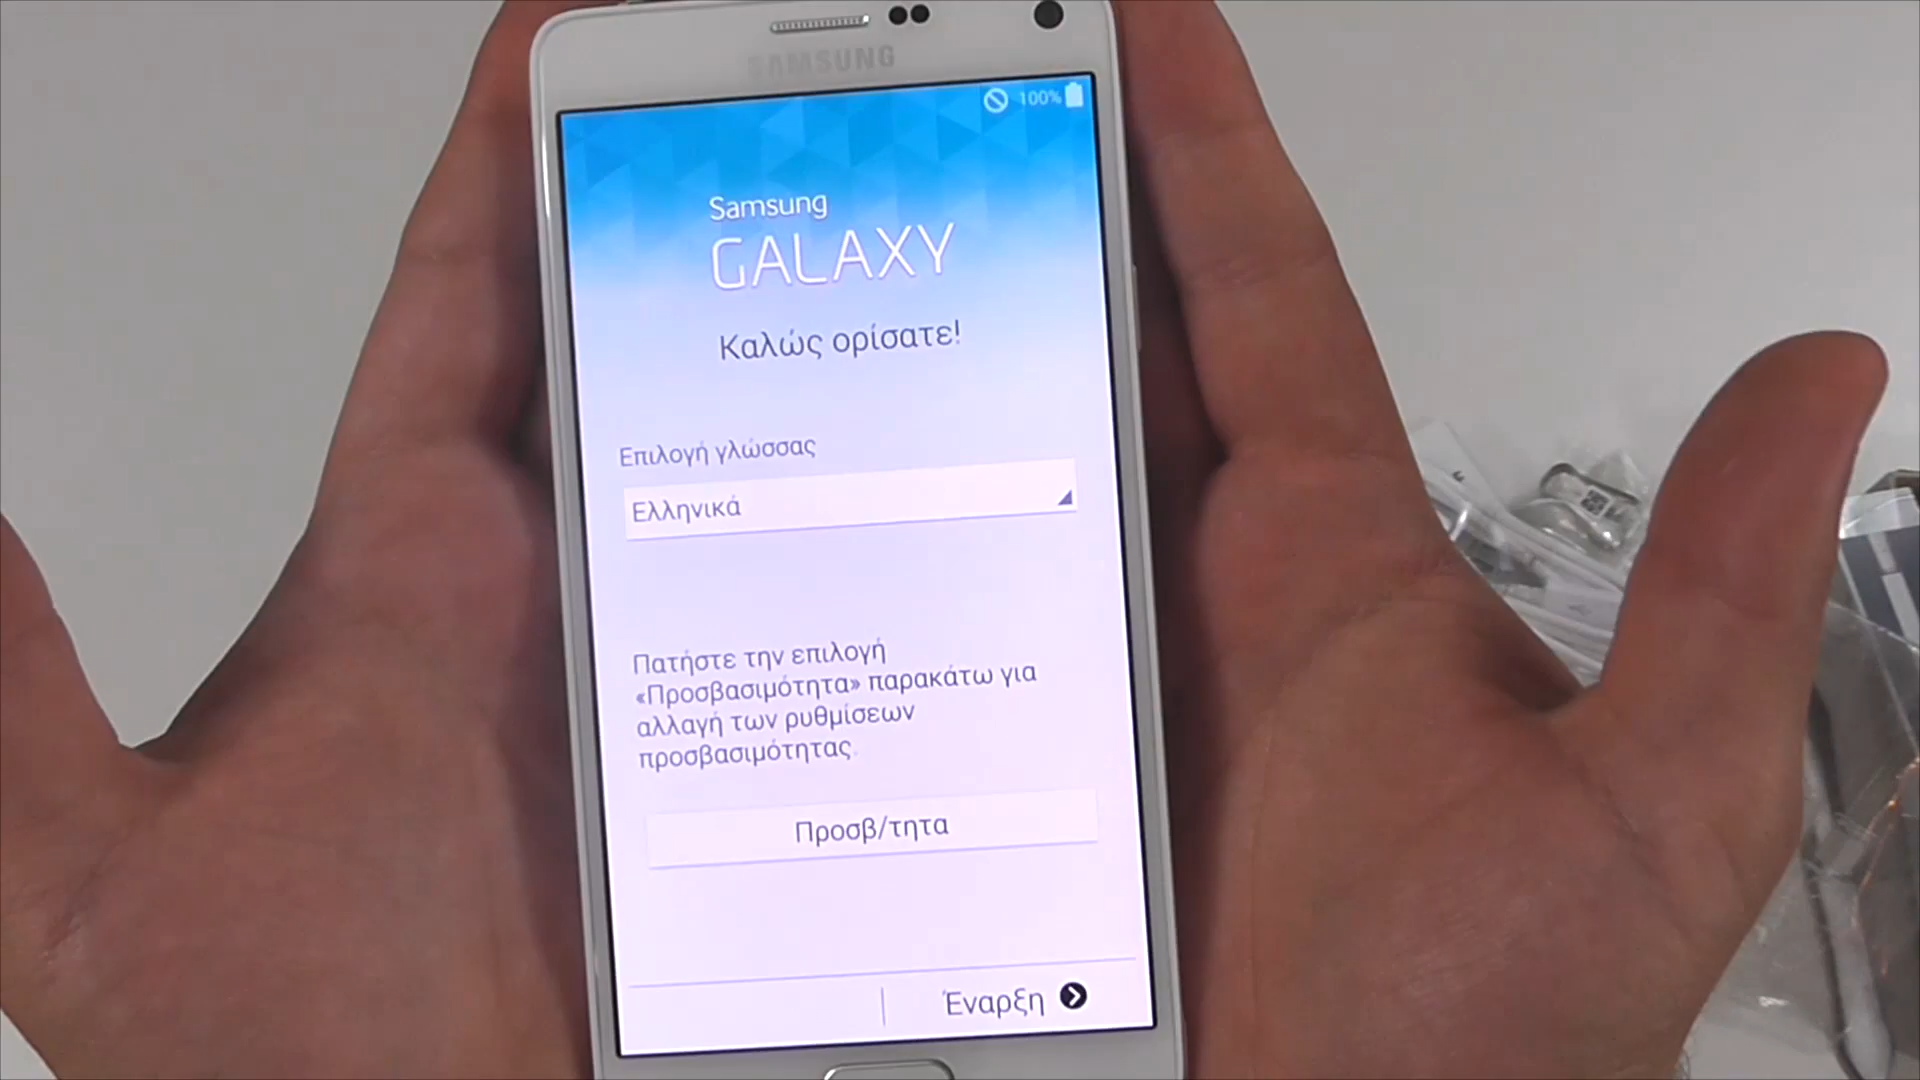 SAMSUNG
100%
Samsung
GALAXY
Καλώς ορίσατε!
Επιλογή γλώσσας
Ελληνικά
Πατήστε την επιλογή
«Προσβασιμότητα» παρακάτω για
αλλαγή των ρυθμίσεων
προσβασιμότητας.
Προσβ/τητα
Έναρξη